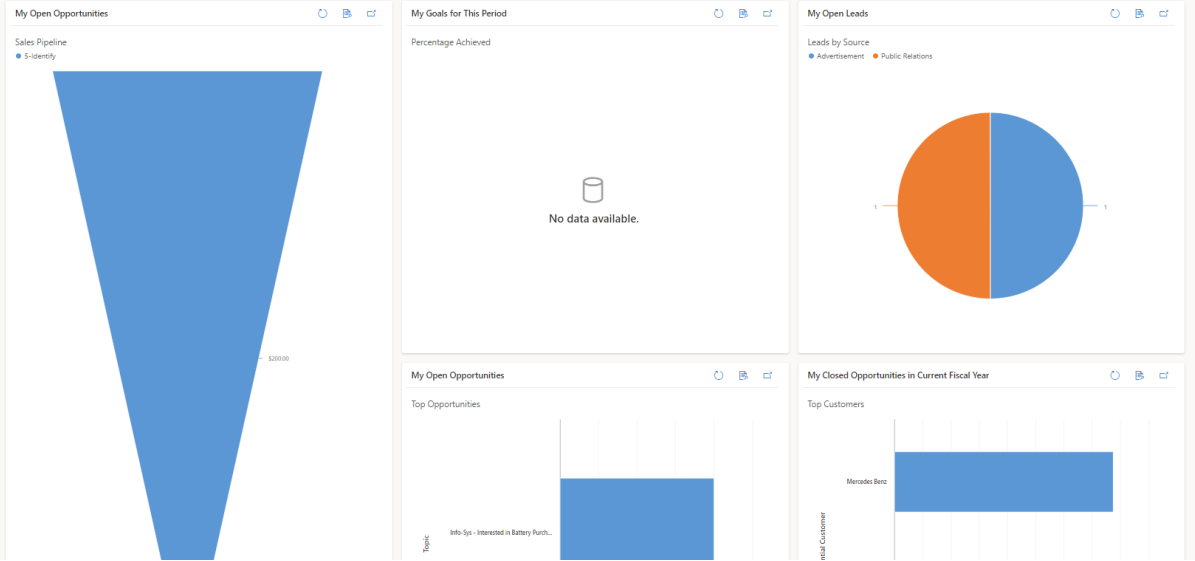 My Open Opportunities
Sales Pipeline
5-Identify
$200.00
My Goals for This Period
Percentage Achieved
No data available.
My Open Leads
Leads by Source
Advertisement Public Relations
1
1
My Open Opportunities
Top Opportunities
Topic
Info-Sys - Interested in Battery Purch...
My Closed Opportunities in Current Fiscal Year
Top Customers
Mercedes Benz
ntial Customer